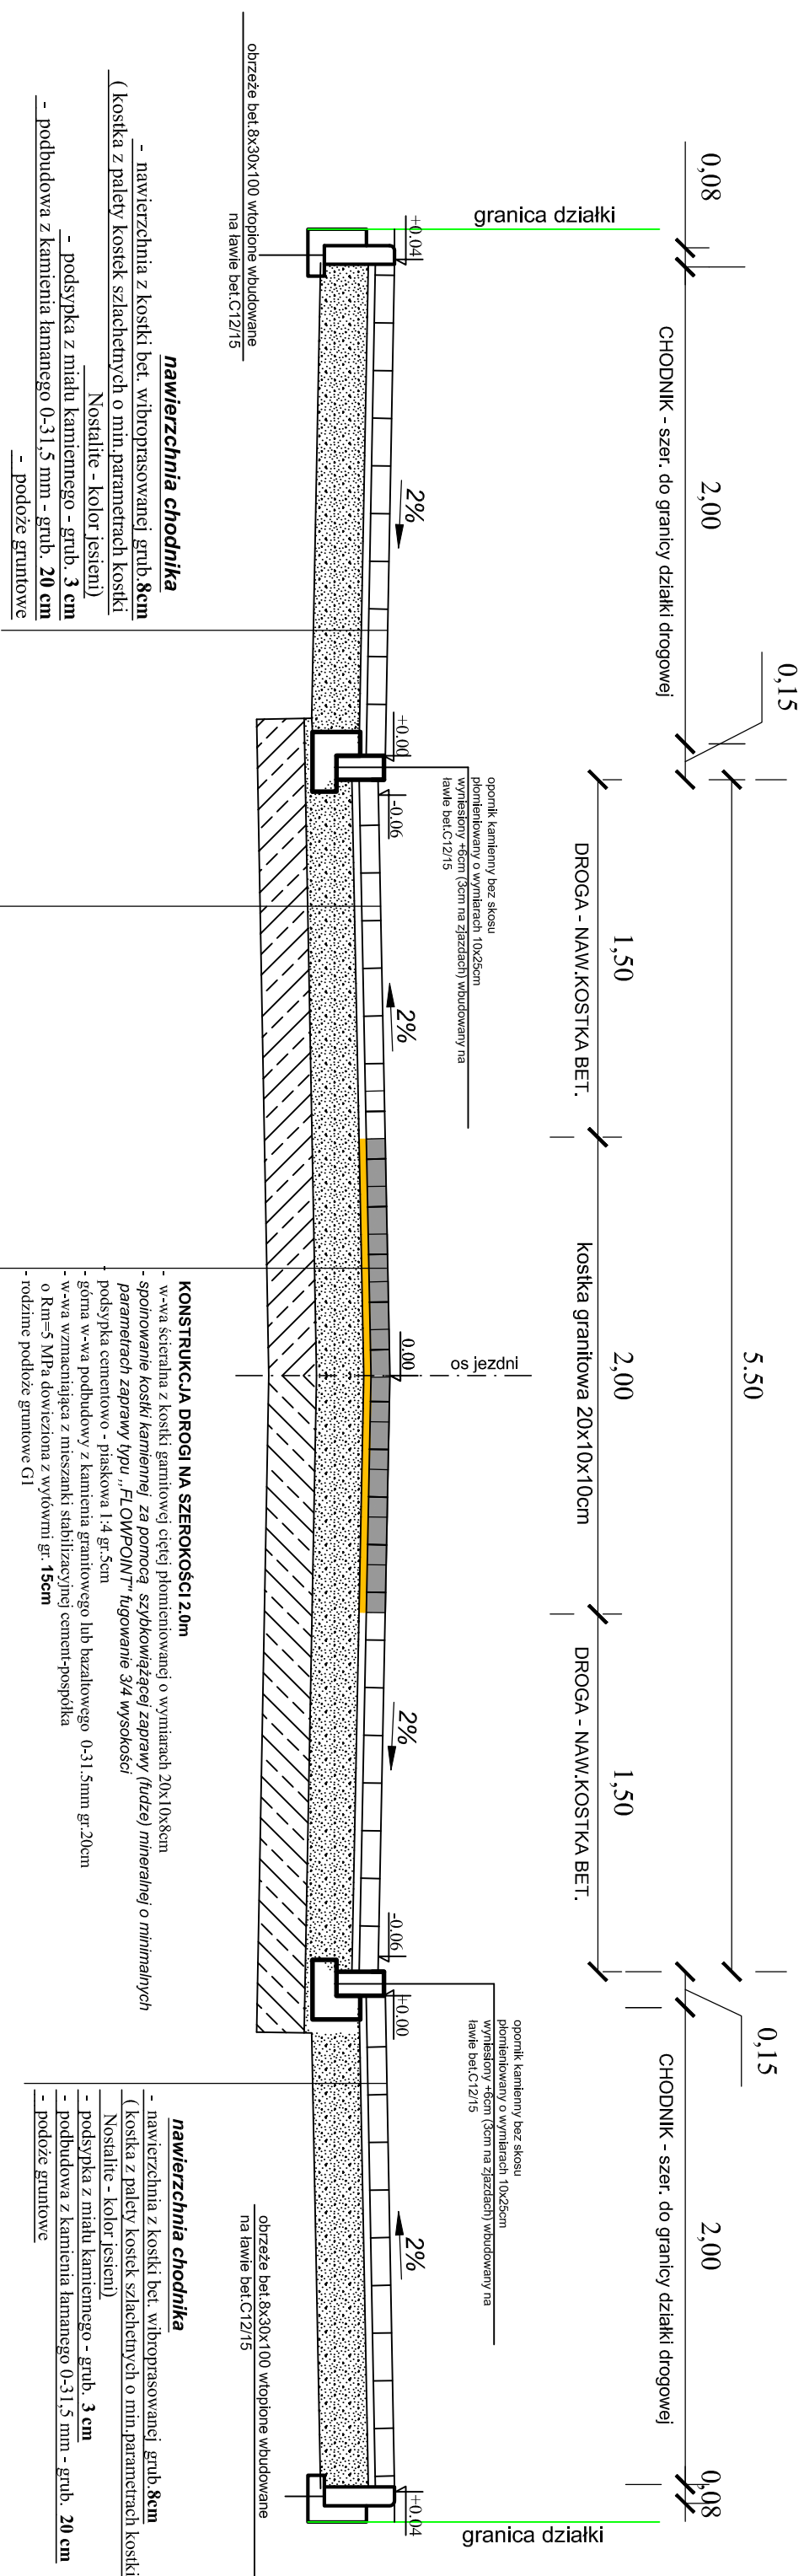 0,08
2,00
0,15
5.50
0,15
2,00
0,08
CHODNIK - szer. do granicy działki drogowej
1,50
2,00
1,50
CHODNIK - szer. do granicy działki drogowej
DROGA - NAW.KOSTKA BET.
kostka granitowa 20x10x10cm
DROGA - NAW.KOSTKA BET.
granica działki
granica działki
os jezdni
opornik kamienny bez skosu
płomieniowany o wymiarach 10x25cm
wyniesiony +6cm (3cm na zjazdach) wbudowany na
ławie bet.C12/15
opornik kamienny bez skosu
płomieniowany o wymiarach 10x25cm
wyniesiony +6cm (3cm na zjazdach) wbudowany na
ławie bet.C12/15
+0.04
2%
+0.00
-0.06
2%
0.00
2%
-0.06
+0.00
2%
+0.04
obrzeże bet.8x30x100 wtopione wbudowane
na ławie bet.C12/15
obrzeże bet.8x30x100 wtopione wbudowane
na ławie bet.C12/15
nawierzchnia chodnika
- nawierzchnia z kostki bet. wibroprasowanej grub.8cm
( kostka z palety kostek szlachetnych o min.parametrach kostki
Nostalite - kolor jesieni)
- podsypka z miału kamiennego - grub. 3 cm
- podbudowa z kamienia łamanego 0-31,5 mm - grub. 20 cm
- podoże gruntowe
KONSTRUKCJA DROGI NA SZEROKOŚCI 2.0m
- w-wa ścieralna z kostki garnitowej ciętej płomieniowanej o wymiarach 20x10x8cm
- spoinowanie kostki kamiennej za pomocą szybkowiążącej zaprawy (fudze) mineralnej o minimalnych
parametrach zaprawy typu ,,FLOWPOINT" fugowanie 3/4 wysokości
- podsypka cementowo - piaskowa 1:4 gr.5cm
- górna w-wa podbudowy z kamienia granitowego lub bazaltowego 0-31.5mm gr.20cm
- w-wa wzmacniająca z mieszanki stabilizacyjnej cement-pospółka
o Rm=5 MPa dowieziona z wytówrni gr. 15cm
- rodzime podłoże gruntowe G1
nawierzchnia chodnika
- nawierzchnia z kostki bet. wibroprasowanej grub.8cm
( kostka z palety kostek szlachetnych o min.parametrach kostki
Nostalite - kolor jesieni)
- podsypka z miału kamiennego - grub. 3 cm
- podbudowa z kamienia łamanego 0-31,5 mm - grub. 20 cm
- podoże gruntowe